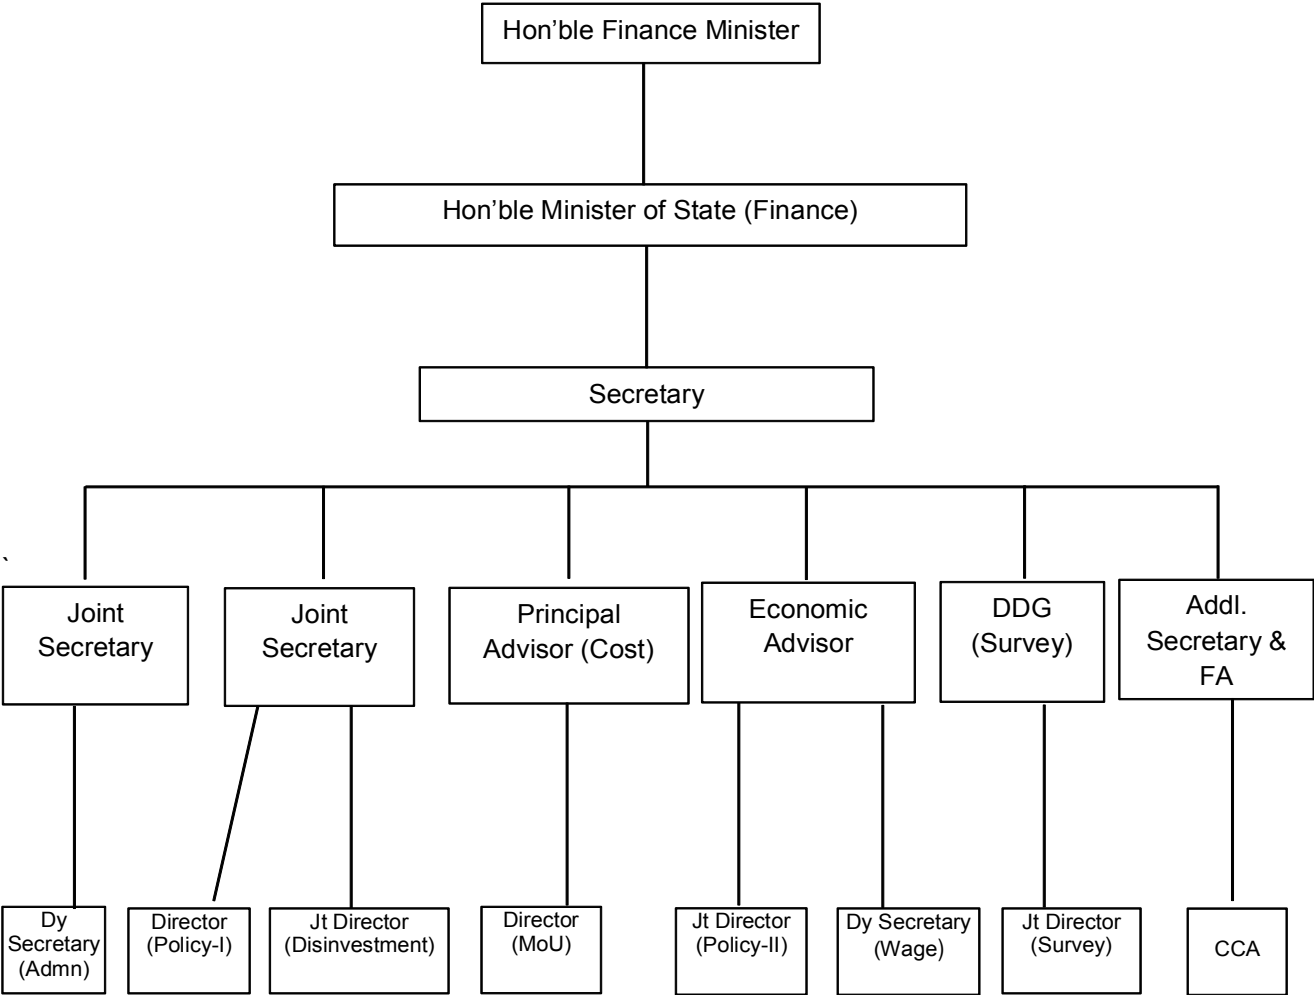 Hon’ble Finance Minister
Hon’ble Minister of State (Finance)
Secretary
`
Joint
Secretary
Joint
Secretary
Principal
Advisor (Cost)
Economic
Advisor
DDG
(Survey)
Addl.
Secretary &
FA
Dy
Secretary
(Admn)
Director
(Policy-I)
Jt Director
(Disinvestment)
Director
(MoU)
Jt Director
(Policy-II)
Dy Secretary
(Wage)
Jt Director
(Survey)
CCA